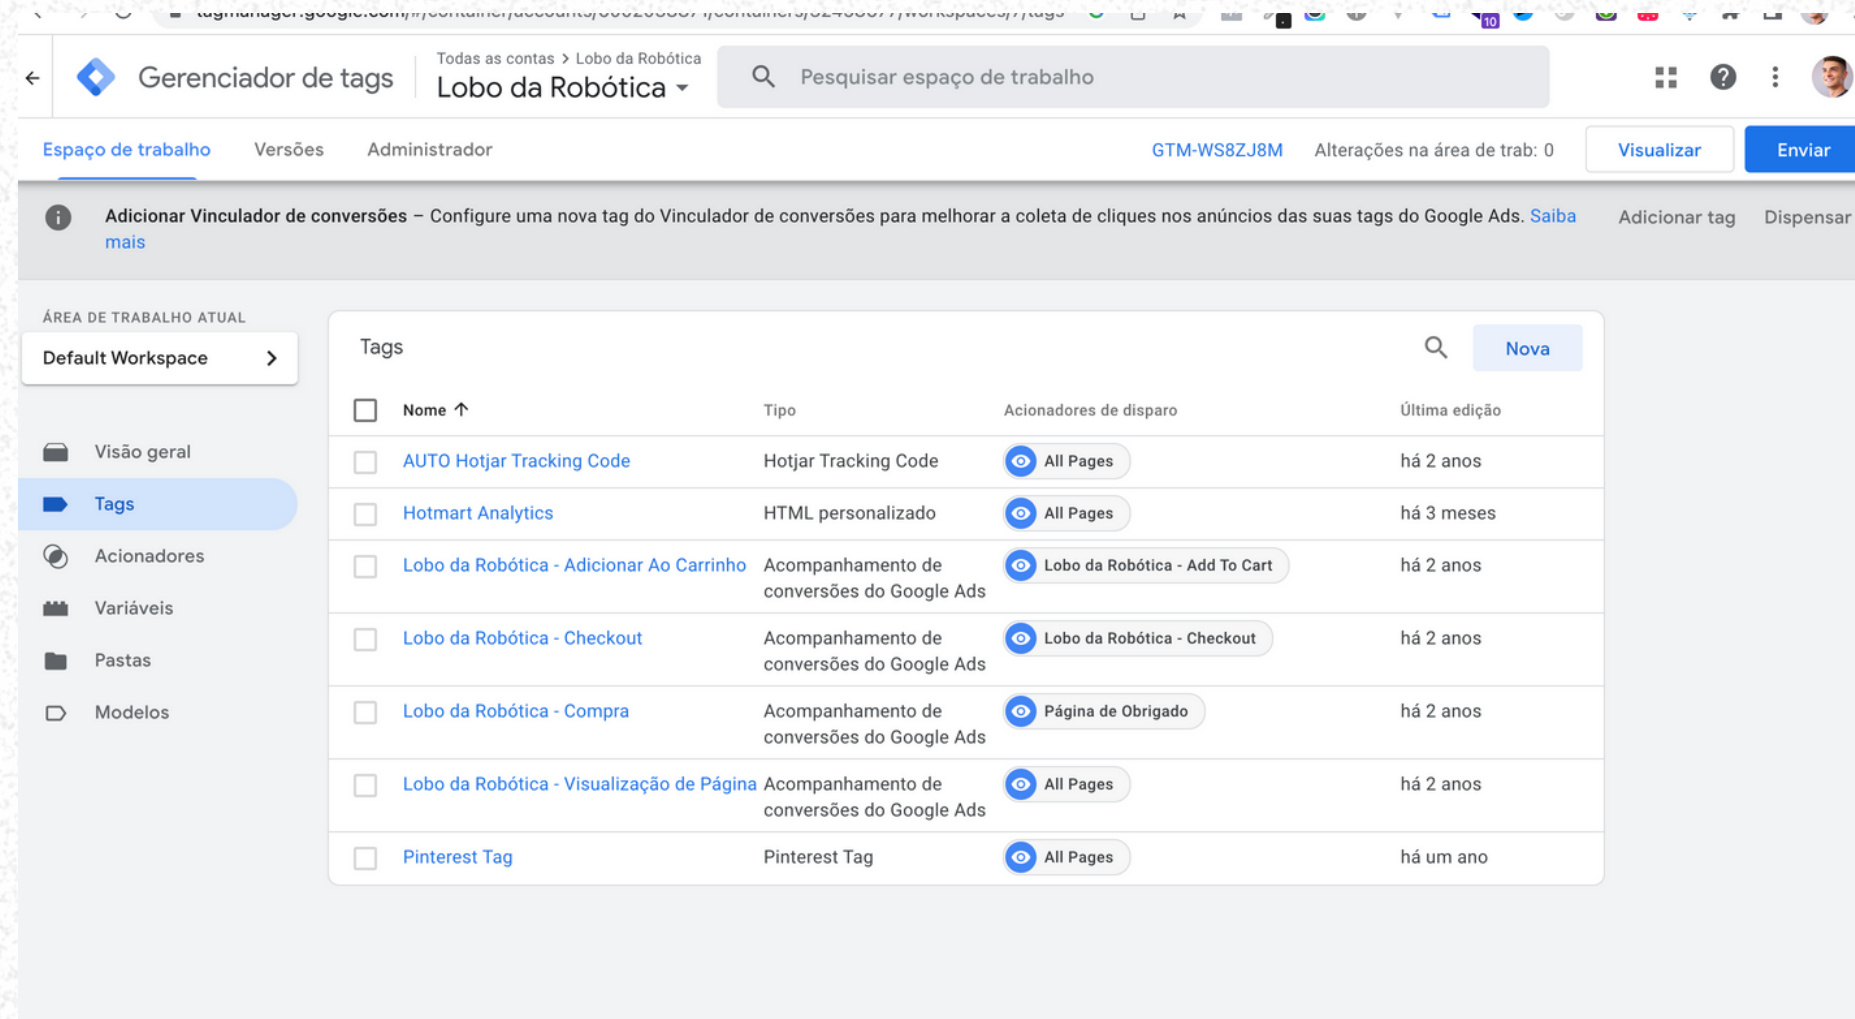 Todas as contas > Lobo da Robótica
Gerenciador de tags
Lobo da Robótica
Pesquisar espaço de trabalho
10
Espaço de trabalho Versões Administrador GTM-WS8ZJ8M Alterações na área de trab: 0 Visualizar Enviar
Adicionar Vinculador de conversões – Configure uma nova tag do Vinculador de conversões para melhorar a coleta de cliques nos anúncios das suas tags do Google Ads. Saiba
mais
Adicionar tag Dispensar
ÁREA DE TRABALHO ATUAL
Default Workspace
Visão geral
Tags
Acionadores
Variáveis
Pastas
Modelos
Tags Nova
Nome Tipo Acionadores de disparo Última edição
AUTO Hotjar Tracking Code Hotjar Tracking Code All Pages há 2 anos
Hotmart Analytics HTML personalizado All Pages há 3 meses
Lobo da Robótica - Adicionar Ao Carrinho Acompanhamento de Lobo da Robótica - Add To Cart há 2 anos
conversões do Google Ads
Lobo da Robótica - Checkout Acompanhamento de Lobo da Robótica - Checkout há 2 anos
conversões do Google Ads
Lobo da Robótica - Compra Acompanhamento de Página de Obrigado há 2 anos
conversões do Google Ads
Lobo da Robótica - Visualização de Página Acompanhamento de All Pages há 2 anos
conversões do Google Ads
Pinterest Tag Pinterest Tag All Pages há um ano